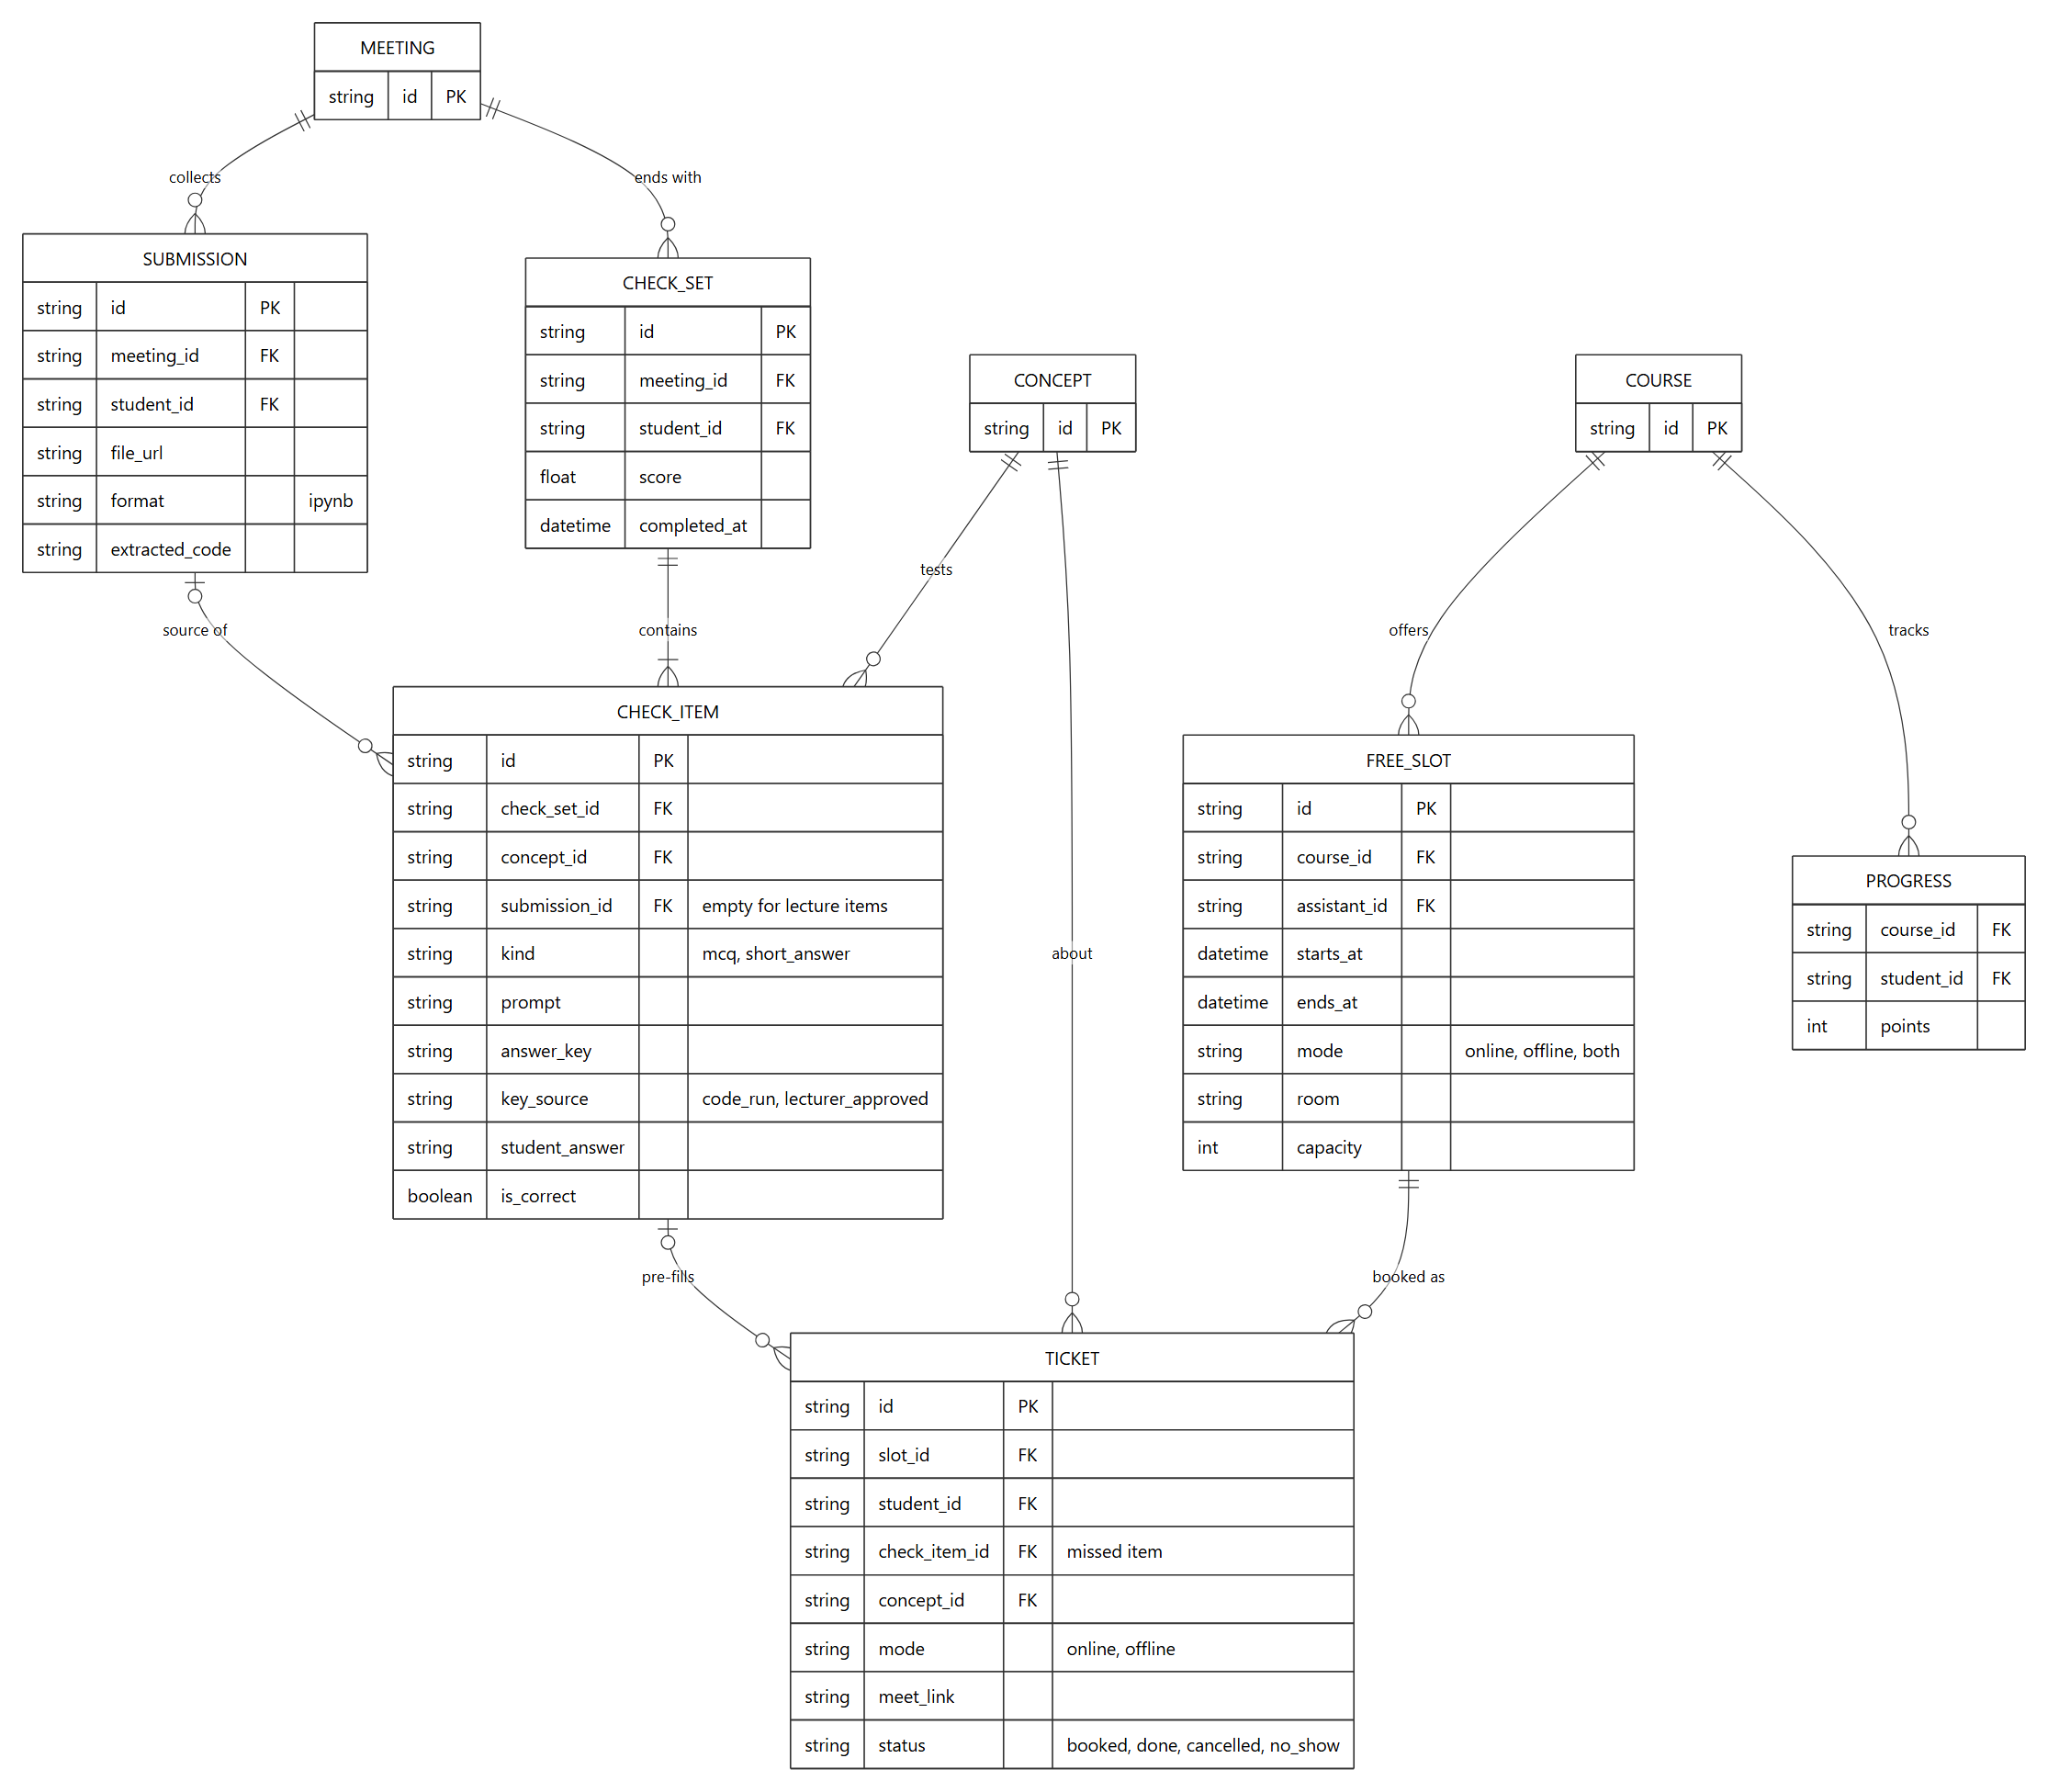 MEETING
string id PK
collects
ends with
SUBMISSION
string id PK
string meeting_id FK
string student_id FK
string file_url
string format ipynb
string extracted_code
CHECK_SET
string id PK
string meeting_id FK
string student_id FK
float score
datetime completed_at
CONCEPT
string id PK
COURSE
string id PK
source of
contains
tests
about
offers
tracks
CHECK_ITEM
string id PK
string check_set_id FK
string concept_id FK
string submission_id FK empty for lecture items
string kind mcq, short_answer
string prompt
string answer_key
string key_source code_run, lecturer_approved
string student_answer
boolean is_correct
FREE_SLOT
string id PK
string course_id FK
string assistant_id FK
datetime starts_at
datetime ends_at
string mode online, offline, both
string room
int capacity
PROGRESS
string course_id FK
string student_id FK
int points
pre-fills
booked as
TICKET
string id PK
string slot_id FK
string student_id FK
string check_item_id FK missed item
string concept_id FK
string mode online, offline
string meet_link
string status booked, done, cancelled, no_show